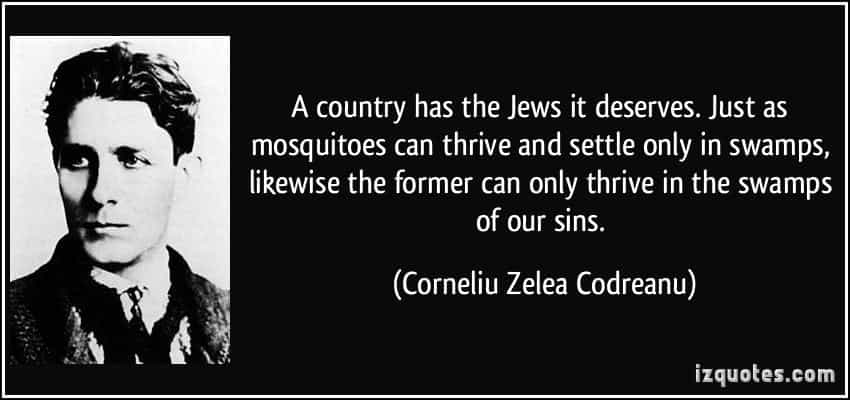 A country has the Jews it deserves. Just as
mosquitoes can thrive and settle only in swamps,
likewise the former can only thrive in the swamps
of our sins.
(Corneliu Zelea Codreanu)
izquotes.com